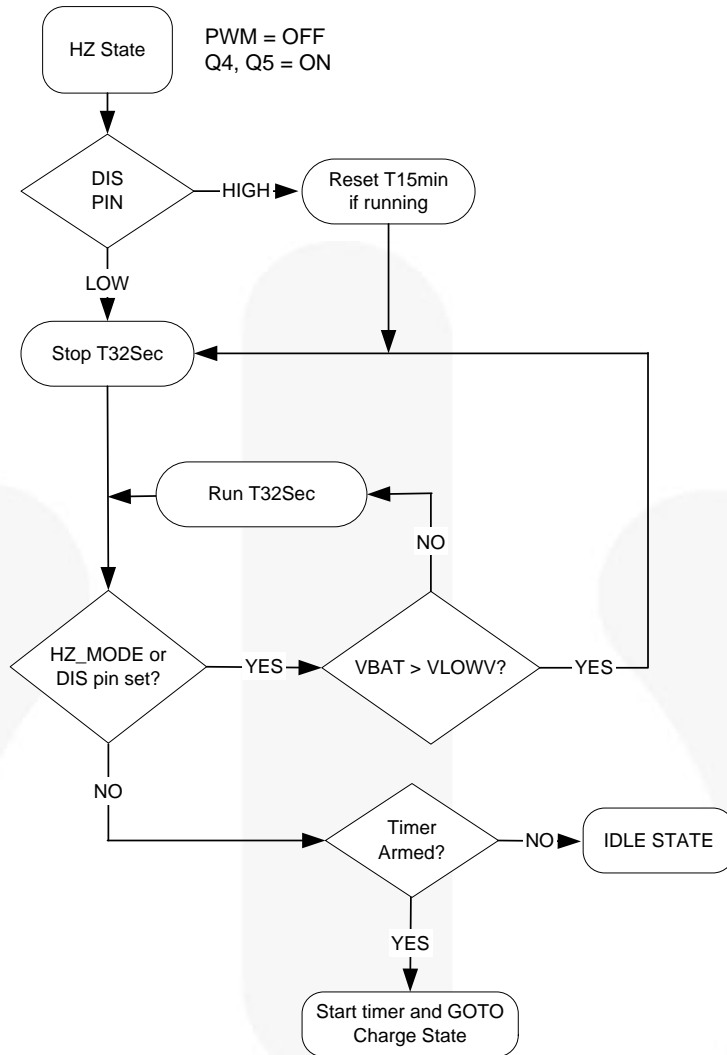 HZ State
PWM = OFF
Q4, Q5 = ON
DIS
PIN
HIGH
Reset T15min
if running
LOW
Stop T32Sec
Run T32Sec
NO
HZ_MODE or
DIS pin set?
YES
VBAT > VLOWV?
YES
NO
Timer
Armed?
NO
IDLE STATE
YES
Start timer and GOTO
Charge State